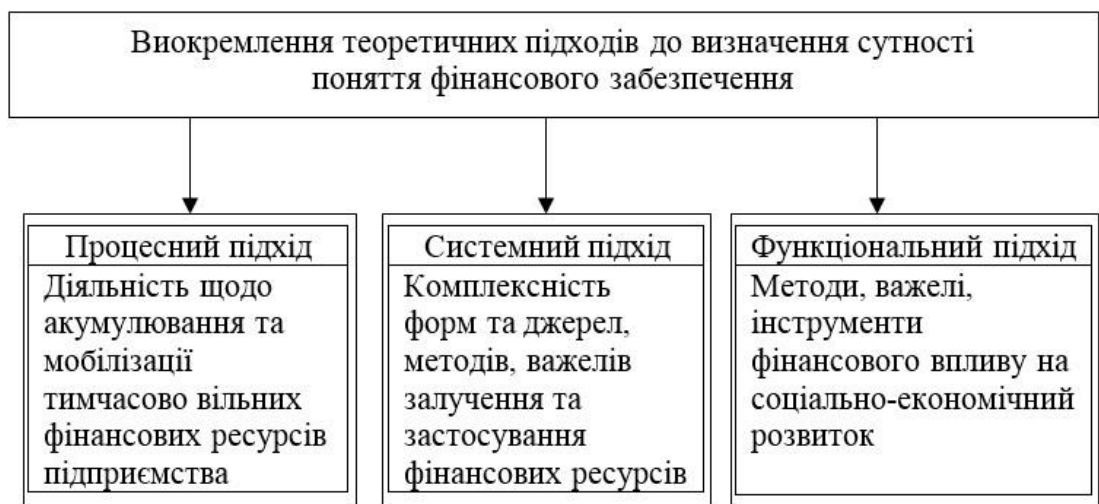 Виокремлення теоретичних підходів до визначення сутності
поняття фінансового забезпечення
Процесний підхід
Діяльність щодо
акумулювання та
мобілізації
тимчасово вільних
фінансових ресурсів
підприємства
Системний підхід
Комплексність
форм та джерел,
методів, важелів
залучення та
застосування
фінансових ресурсів
Функціональний підхід
Методи, важелі,
інструменти
фінансового впливу на
соціально-економічний
розвиток